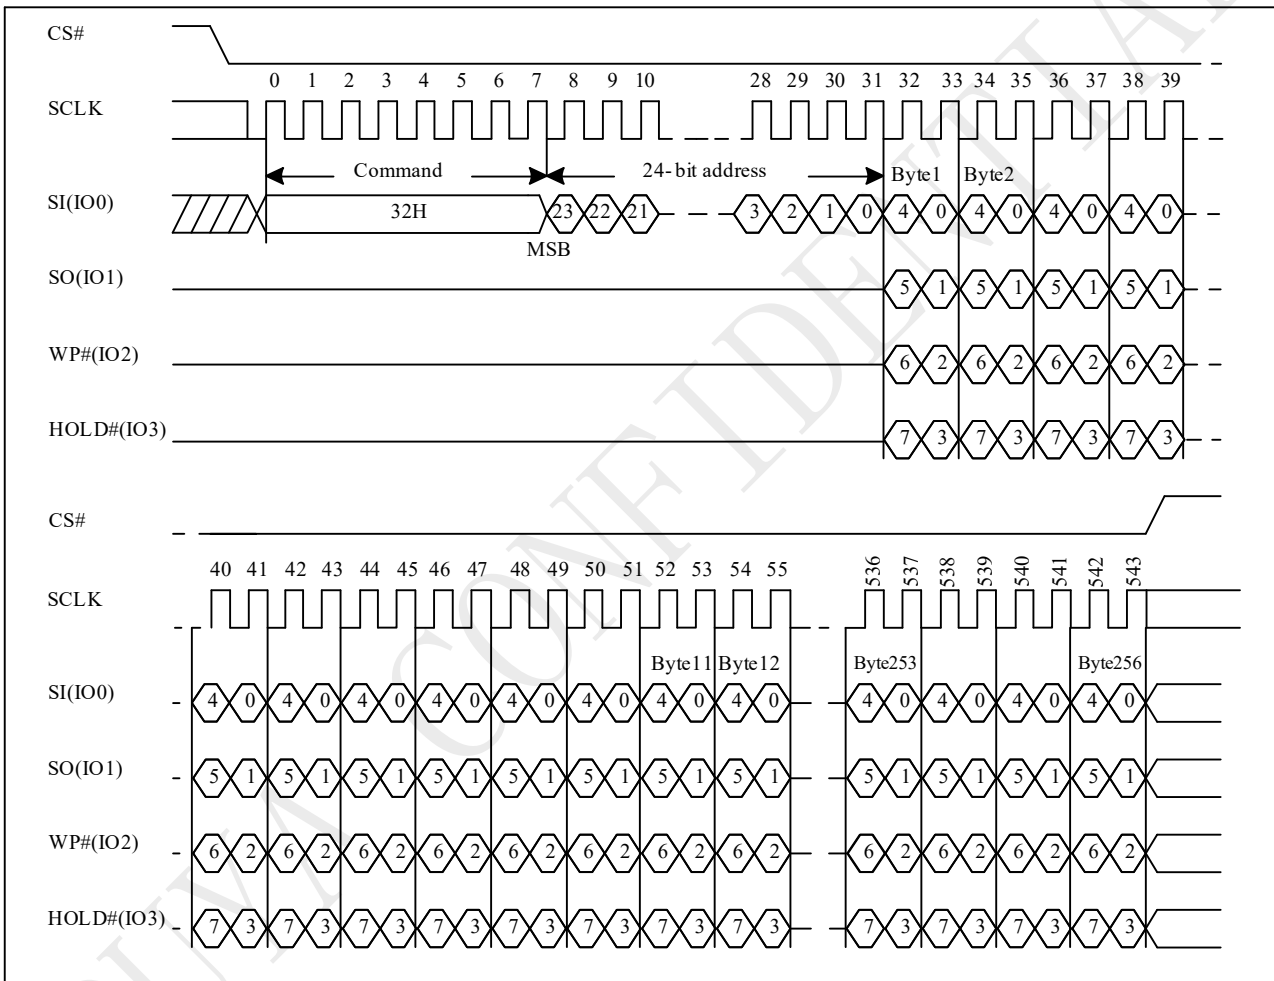 CS#
0 1 2 3 4 5 6 7 8 9 10 28 29 30 31 32 33 34 35 36 37 38 39
SCLK
Command 24-bit address Byte1 Byte2
SI(IO0) 32H 23 22 21 3 2 1 0 4 0 4 0 4 0 4 0
MSB
SO(IO1) 5 1 5 1 5 1 5 1
WP#(IO2) 6 2 6 2 6 2 6 2
HOLD#(IO3) 7 3 7 3 7 3 7 3
CS#
40 41 42 43 44 45 46 47 48 49 50 51 52 53 54 55 536 537 538 539 540 541 542 543
SCLK
Byte11 Byte12 Byte253 Byte256
SI(IO0) 4 0 4 0 4 0 4 0 4 0 4 0 4 0 4 0 4 0 4 0 4 0 4 0
SO(IO1) 5 1 5 1 5 1 5 1 5 1 5 1 5 1 5 1 5 1 5 1 5 1 5 1
WP#(IO2) 6 2 6 2 6 2 6 2 6 2 6 2 6 2 6 2 6 2 6 2 6 2 6 2
HOLD#(IO3) 7 3 7 3 7 3 7 3 7 3 7 3 7 3 7 3 7 3 7 3 7 3 7 3